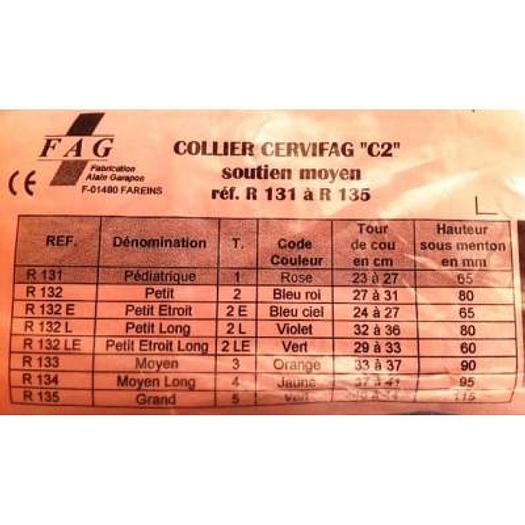 FAG
Fabrication
Alain Garapon
F-01480 FAREINS
CE
COLLIER CERVIFAG "C2"
soutien moyen
réf. R 131 à R 135
REF. Dénomination T. Code Couleur Tour de cou en cm Hauteur sous menton en mm
R 131 Pédiatrique 1 Rose 23 à 27 65
R 132 Petit 2 Bleu roi 27 à 31 80
R 132 E Petit Etroit 2 E Bleu ciel 24 à 27 65
R 132 L Petit Long 2 L Violet 32 à 36 80
R 132 LE Petit Etroit Long 2 LE Vert 29 à 33 60
R 133 Moyen 3 Orange 33 à 37 90
R 134 Moyen Long 4 Jaune 37 à 41 95
R 135 Grand 5 115